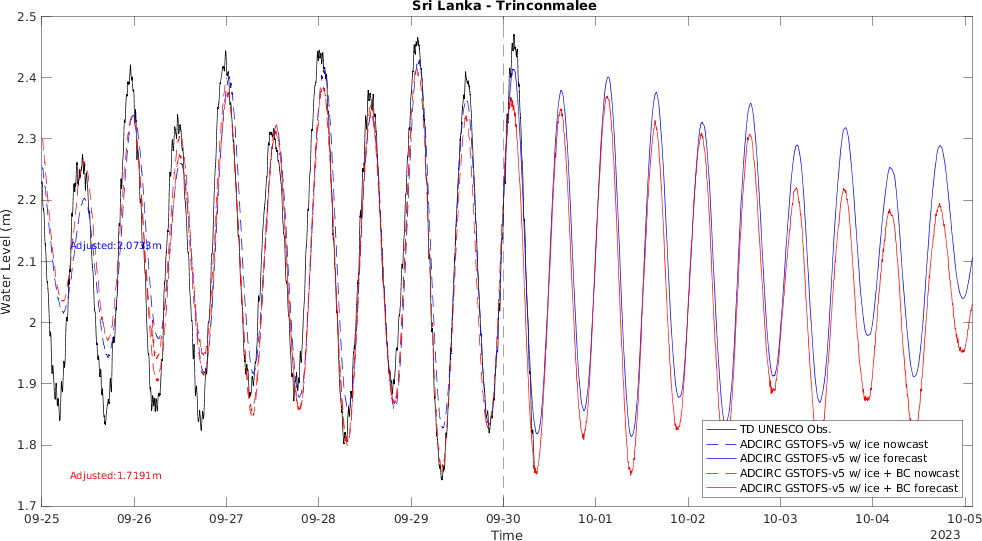 Sri Lanka - Trinconmalee
Water Level (m)
2.5
2.4
2.3
2.2
2.1
2
1.9
1.8
1.7
Adjusted:2.0733m
Adjusted:1.7191m
TD UNESCO Obs.
ADCIRC GSTOFS-v5 w/ ice nowcast
ADCIRC GSTOFS-v5 w/ ice forecast
ADCIRC GSTOFS-v5 w/ ice + BC nowcast
ADCIRC GSTOFS-v5 w/ ice + BC forecast
09-25 09-26 09-27 09-28 09-29 09-30 10-01 10-02 10-03 10-04 10-05
Time
2023